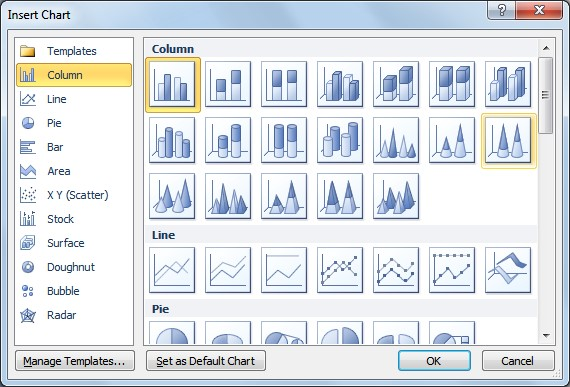 Insert Chart
Templates
Column
Line
Pie
Bar
Area
X Y (Scatter)
Stock
Surface
Doughnut
Bubble
Radar
Column
Line
Pie
Manage Templates...
Set as Default Chart
OK
Cancel